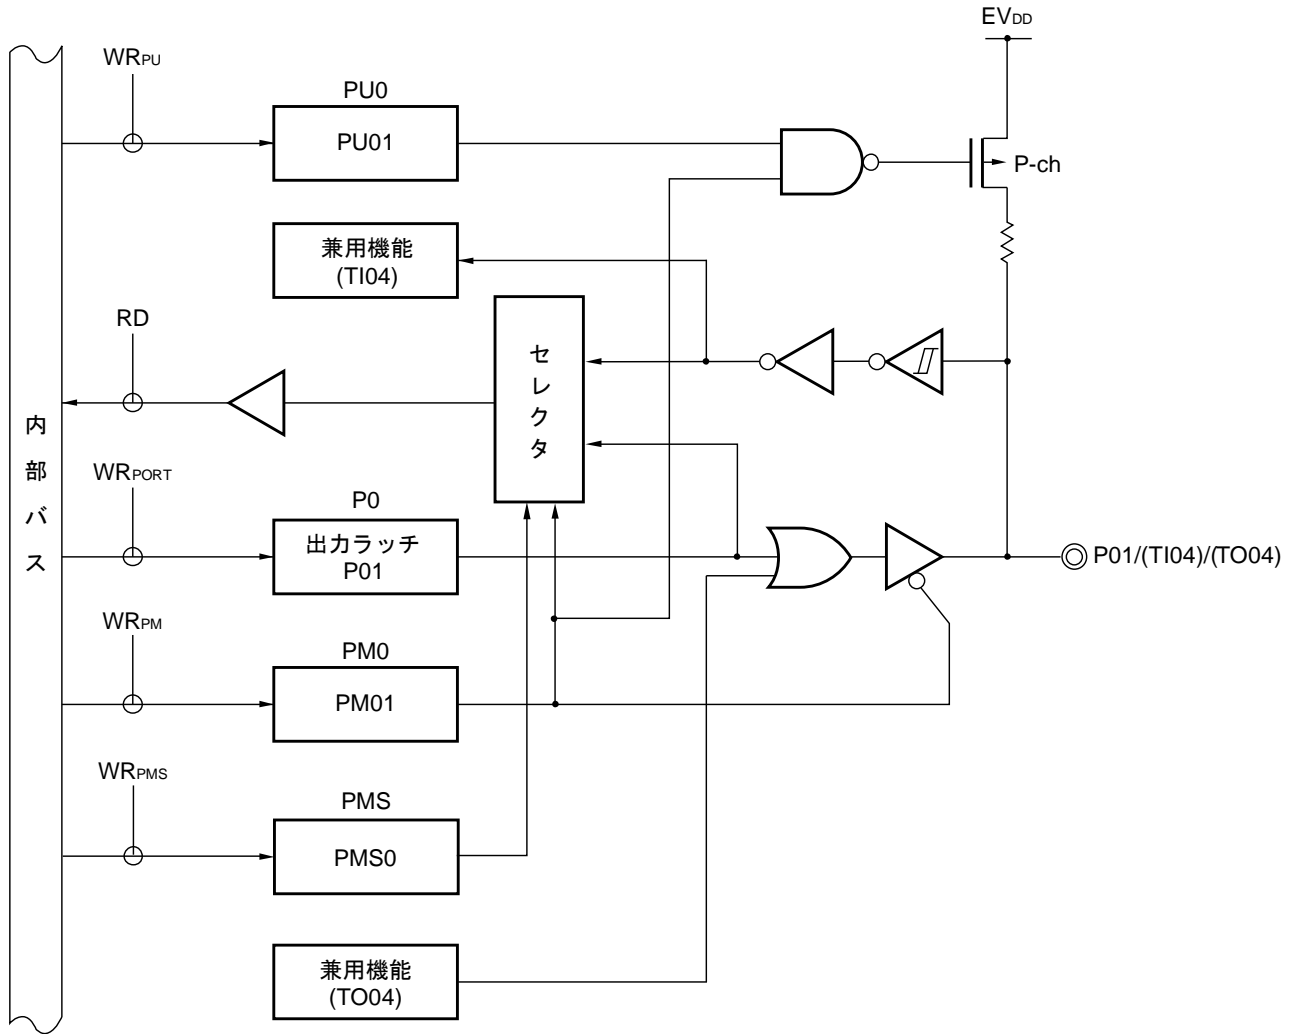 EVDD
WRPU
PU0
PU01
P-ch
兼用機能
(TI04)
RD
セレクタ
内部バス
WRPORT
P0
出力ラッチ
P01
P01/(TI04)/(TO04)
WRPM
PM0
PM01
WRPMS
PMS
PMS0
兼用機能
(TO04)